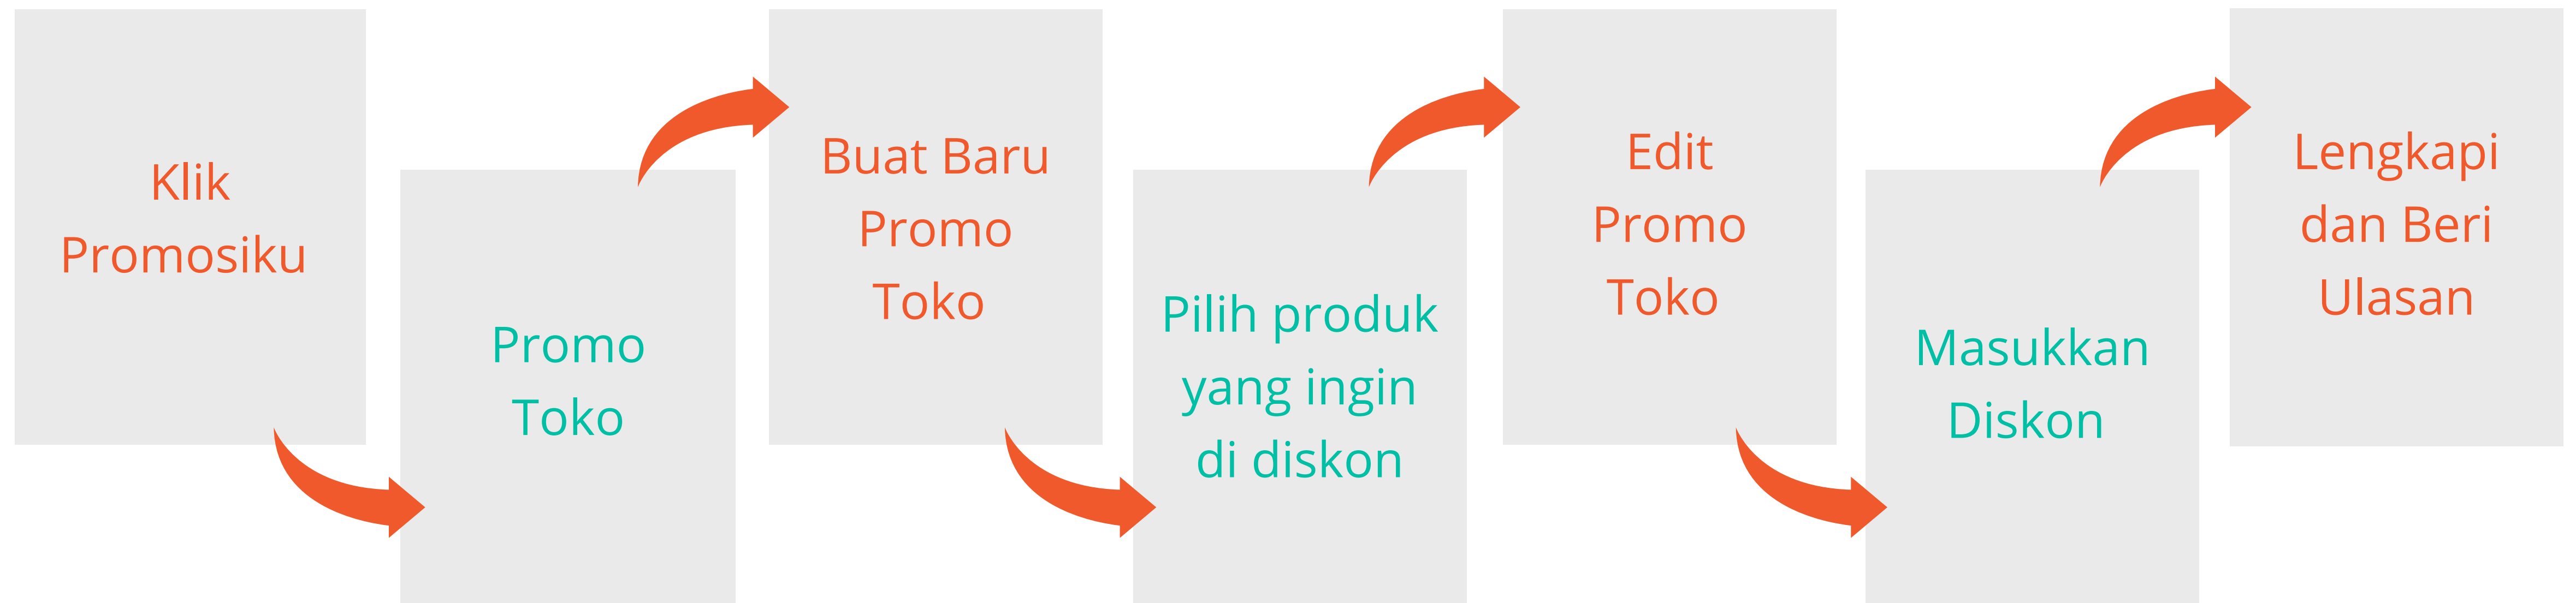 Klik
Promosiku
Promo
Toko
Buat Baru
Promo
Toko
Pilih produk
yang ingin
di diskon
Edit
Promo
Toko
Masukkan
Diskon
Lengkapi
dan Beri
Ulasan